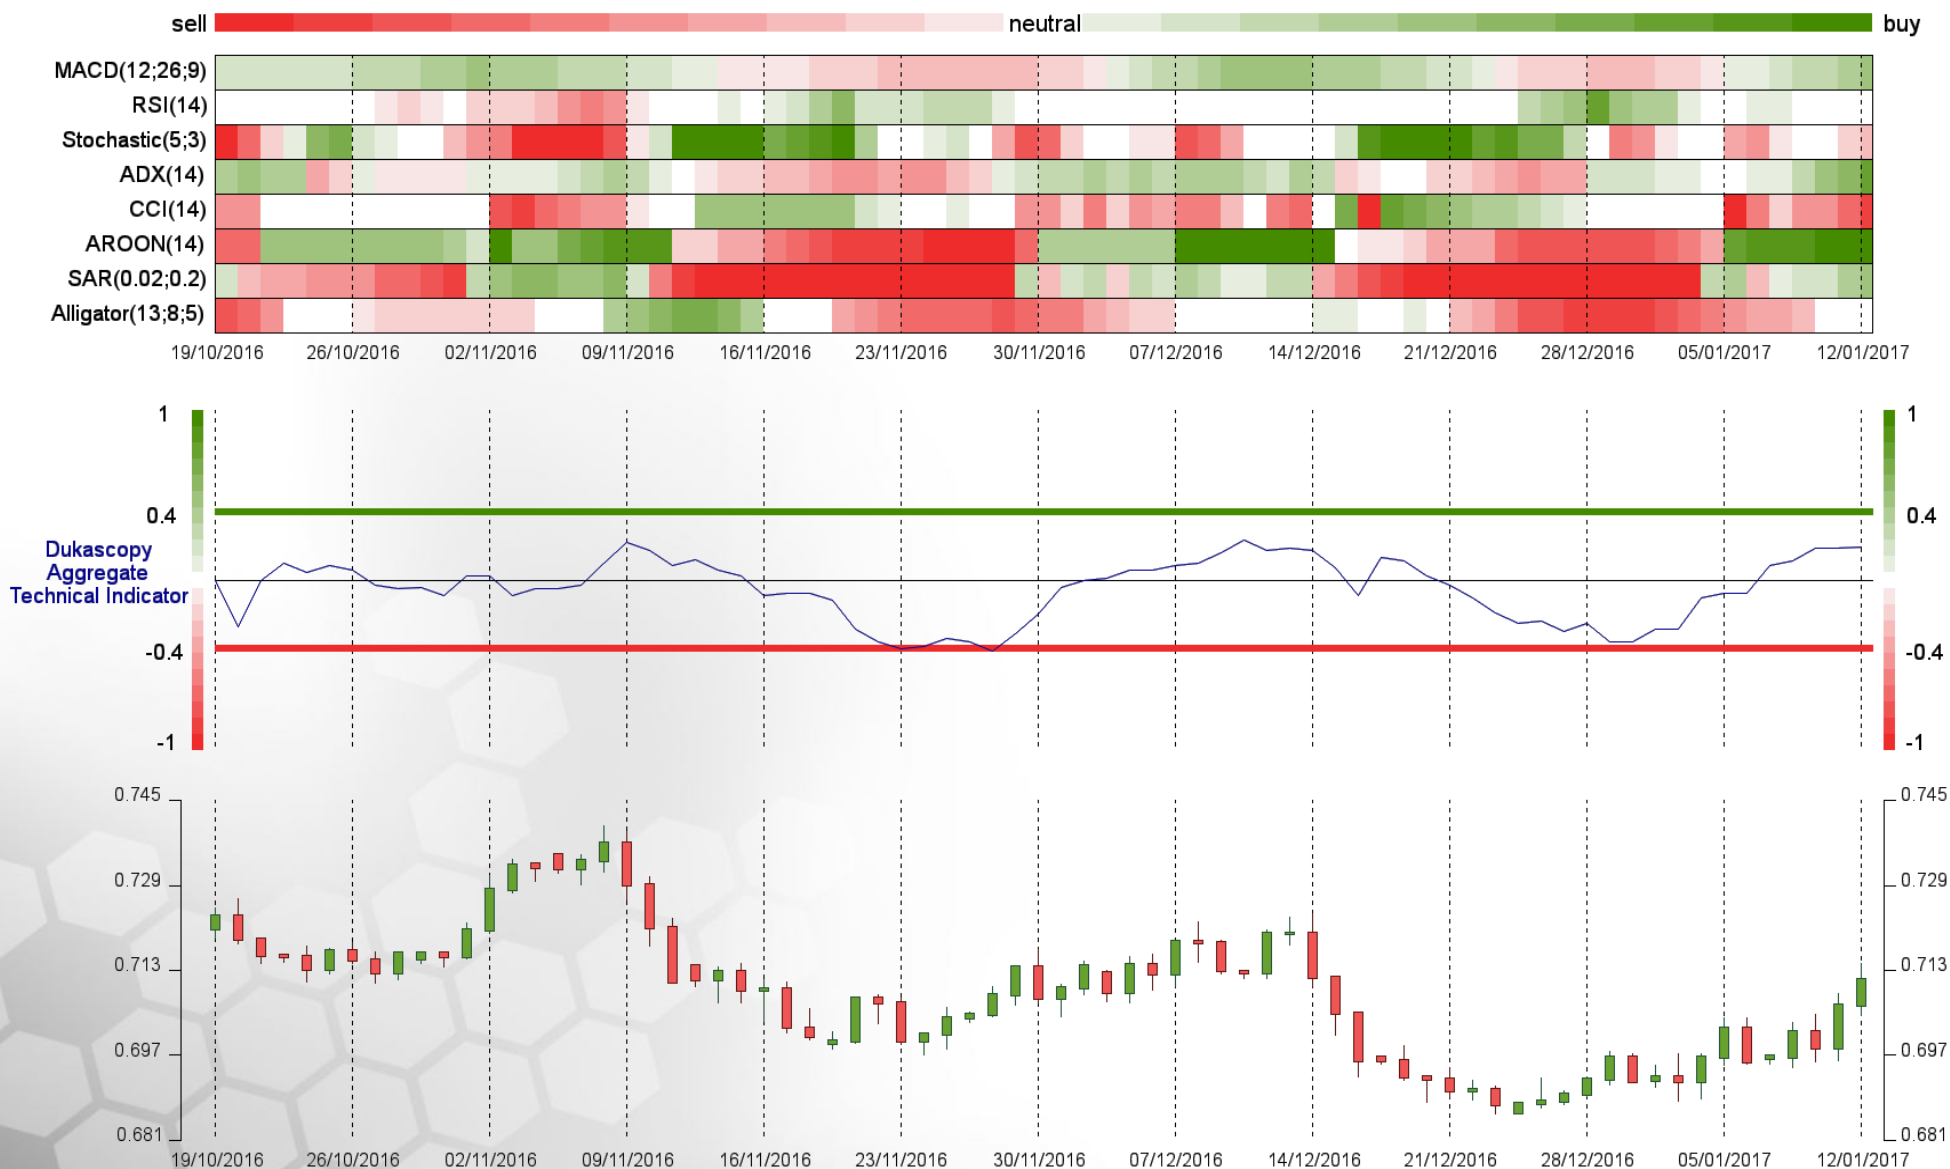 sell neutral buy
MACD(12;26;9)
RSI(14)
Stochastic(5;3)
ADX(14)
CCI(14)
AROON(14)
SAR(0.02;0.2)
Alligator(13;8;5)
19/10/2016 26/10/2016 02/11/2016 09/11/2016 16/11/2016 23/11/2016 30/11/2016 07/12/2016 14/12/2016 21/12/2016 28/12/2016 05/01/2017 12/01/2017
1 1
0.4 0.4
Dukascopy
Aggregate
Technical Indicator
-0.4 -0.4
-1 -1
0.745 0.745
0.729 0.729
0.713 0.713
0.697 0.697
0.681 0.681
19/10/2016 26/10/2016 02/11/2016 09/11/2016 16/11/2016 23/11/2016 30/11/2016 07/12/2016 14/12/2016 21/12/2016 28/12/2016 05/01/2017 12/01/2017